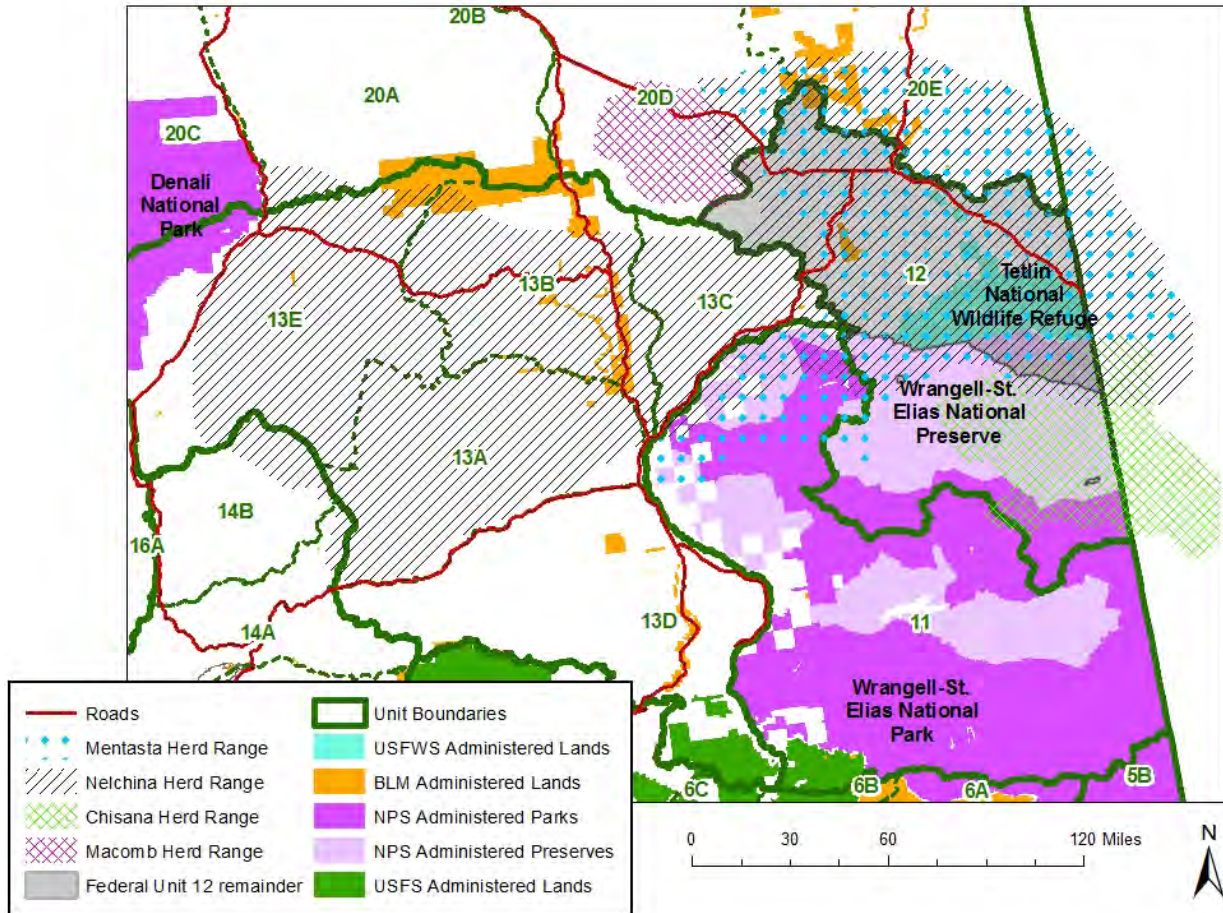 20B
20A
20D
20E
20C
Denali
National
Park
13B
13C
12
Tetlin
National
Wildlife Refuge
13E
Wrangell-St.
Elias National
Preserve
13A
14B
16A
14A
13D
11
Wrangell-St.
Elias National
Park
6C
6B
6A
5B
Roads
Mentasta Herd Range
Nelchina Herd Range
Chisana Herd Range
Macomb Herd Range
Federal Unit 12 remainder
Unit Boundaries
USFWS Administered Lands
BLM Administered Lands
NPS Administered Parks
NPS Administered Preserves
USFS Administered Lands
0 30 60 120 Miles
N